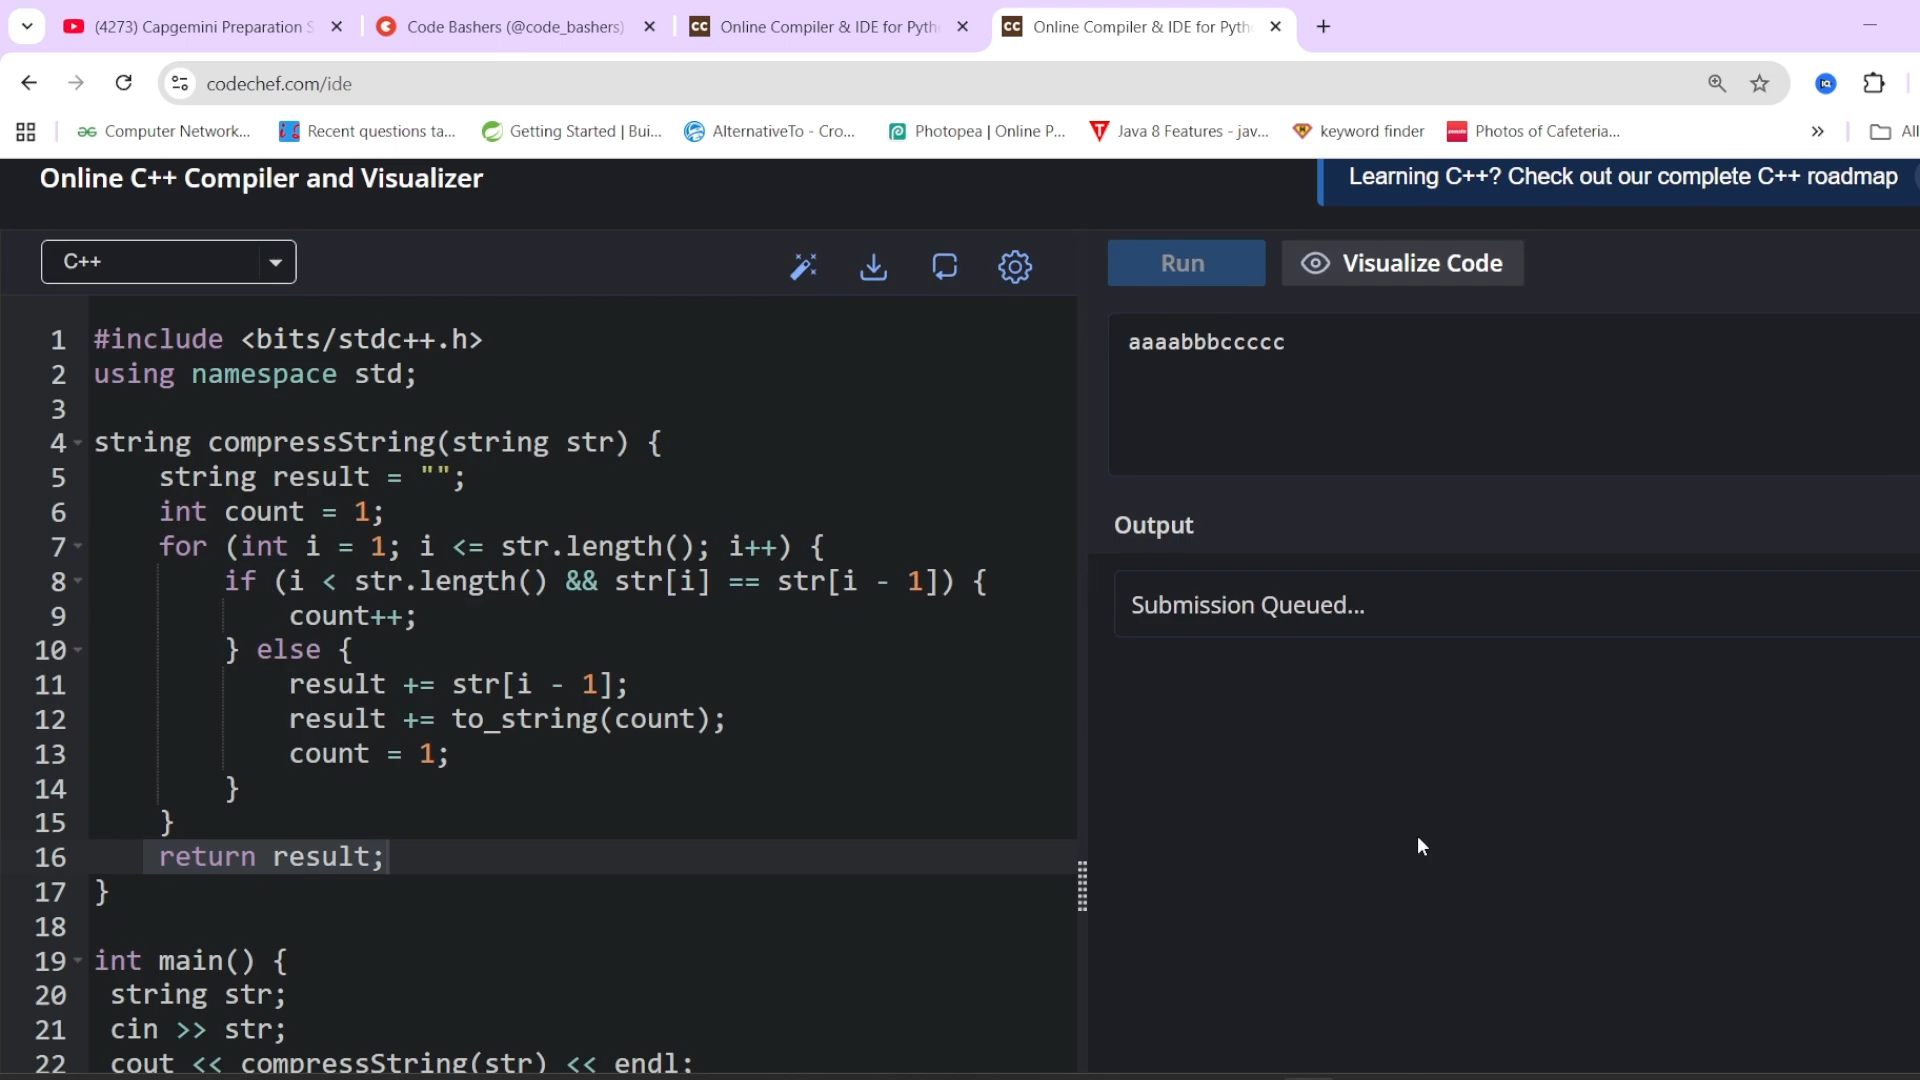 (4273) Capgemini Preparation S
Code Bashers (@code_bashers)
CC Online Compiler & IDE for Pyth
CC Online Compiler & IDE for Pyth
codechef.com/ide
Computer Network...
Recent questions ta...
Getting Started | Bui...
AlternativeTo - Cro...
Photopea | Online P...
Java 8 Features - jav...
keyword finder
Photos of Cafeteria...
All
Online C++ Compiler and Visualizer
Learning C++? Check out our complete C++ roadmap
C++
Run
Visualize Code
1 #include <bits/stdc++.h>
2 using namespace std;
3
4 string compressString(string str) {
5 string result = "";
6 int count = 1;
7 for (int i = 1; i <= str.length(); i++) {
8 if (i < str.length() && str[i] == str[i - 1]) {
9 count++;
10 } else {
11 result += str[i - 1];
12 result += to_string(count);
13 count = 1;
14 }
15 }
16 return result;
17 }
18
19 int main() {
20 string str;
21 cin >> str;
22 cout << compressString(str) << endl;
aaaabbbccccc
Output
Submission Queued...